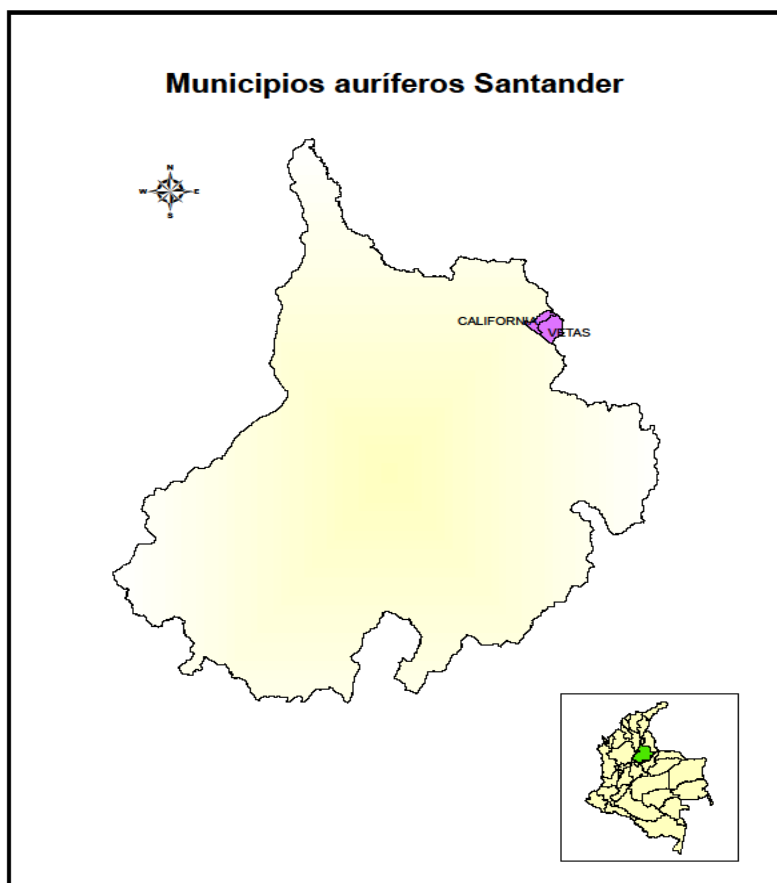 Municipios auríferos Santander
N
W E
S
CALIFORNIA
VETAS